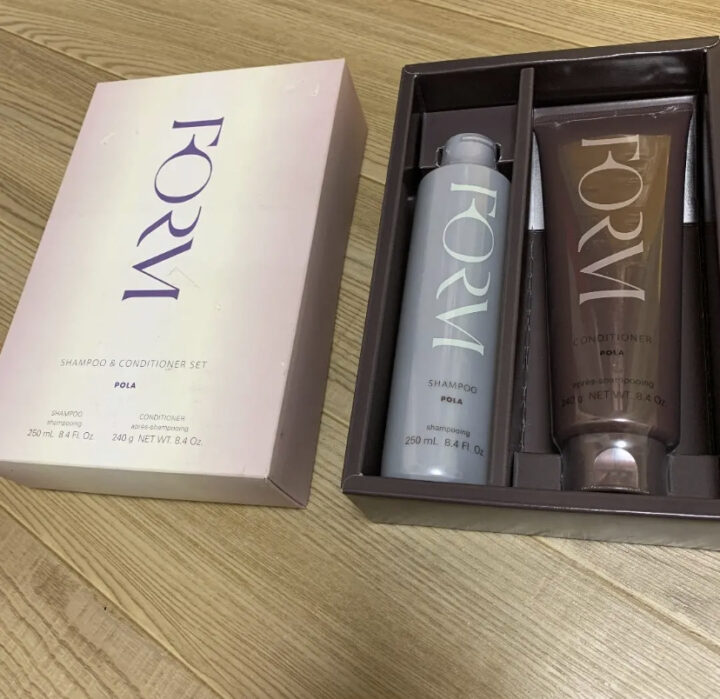 FORM
SHAMPOO & CONDITIONER SET
POLA
SHAMPOO
shampooing
250 mL 8.4 Fl. Oz.
CONDITIONER
après-shampooing
240 g NET WT. 8.4 Oz.
FORM
SHAMPOO
POLA
shampooing
250 mL 8.4 Fl. Oz.
FORM
CONDITIONER
POLA
après-shampooing
240 g NET WT. 8.4 Oz.